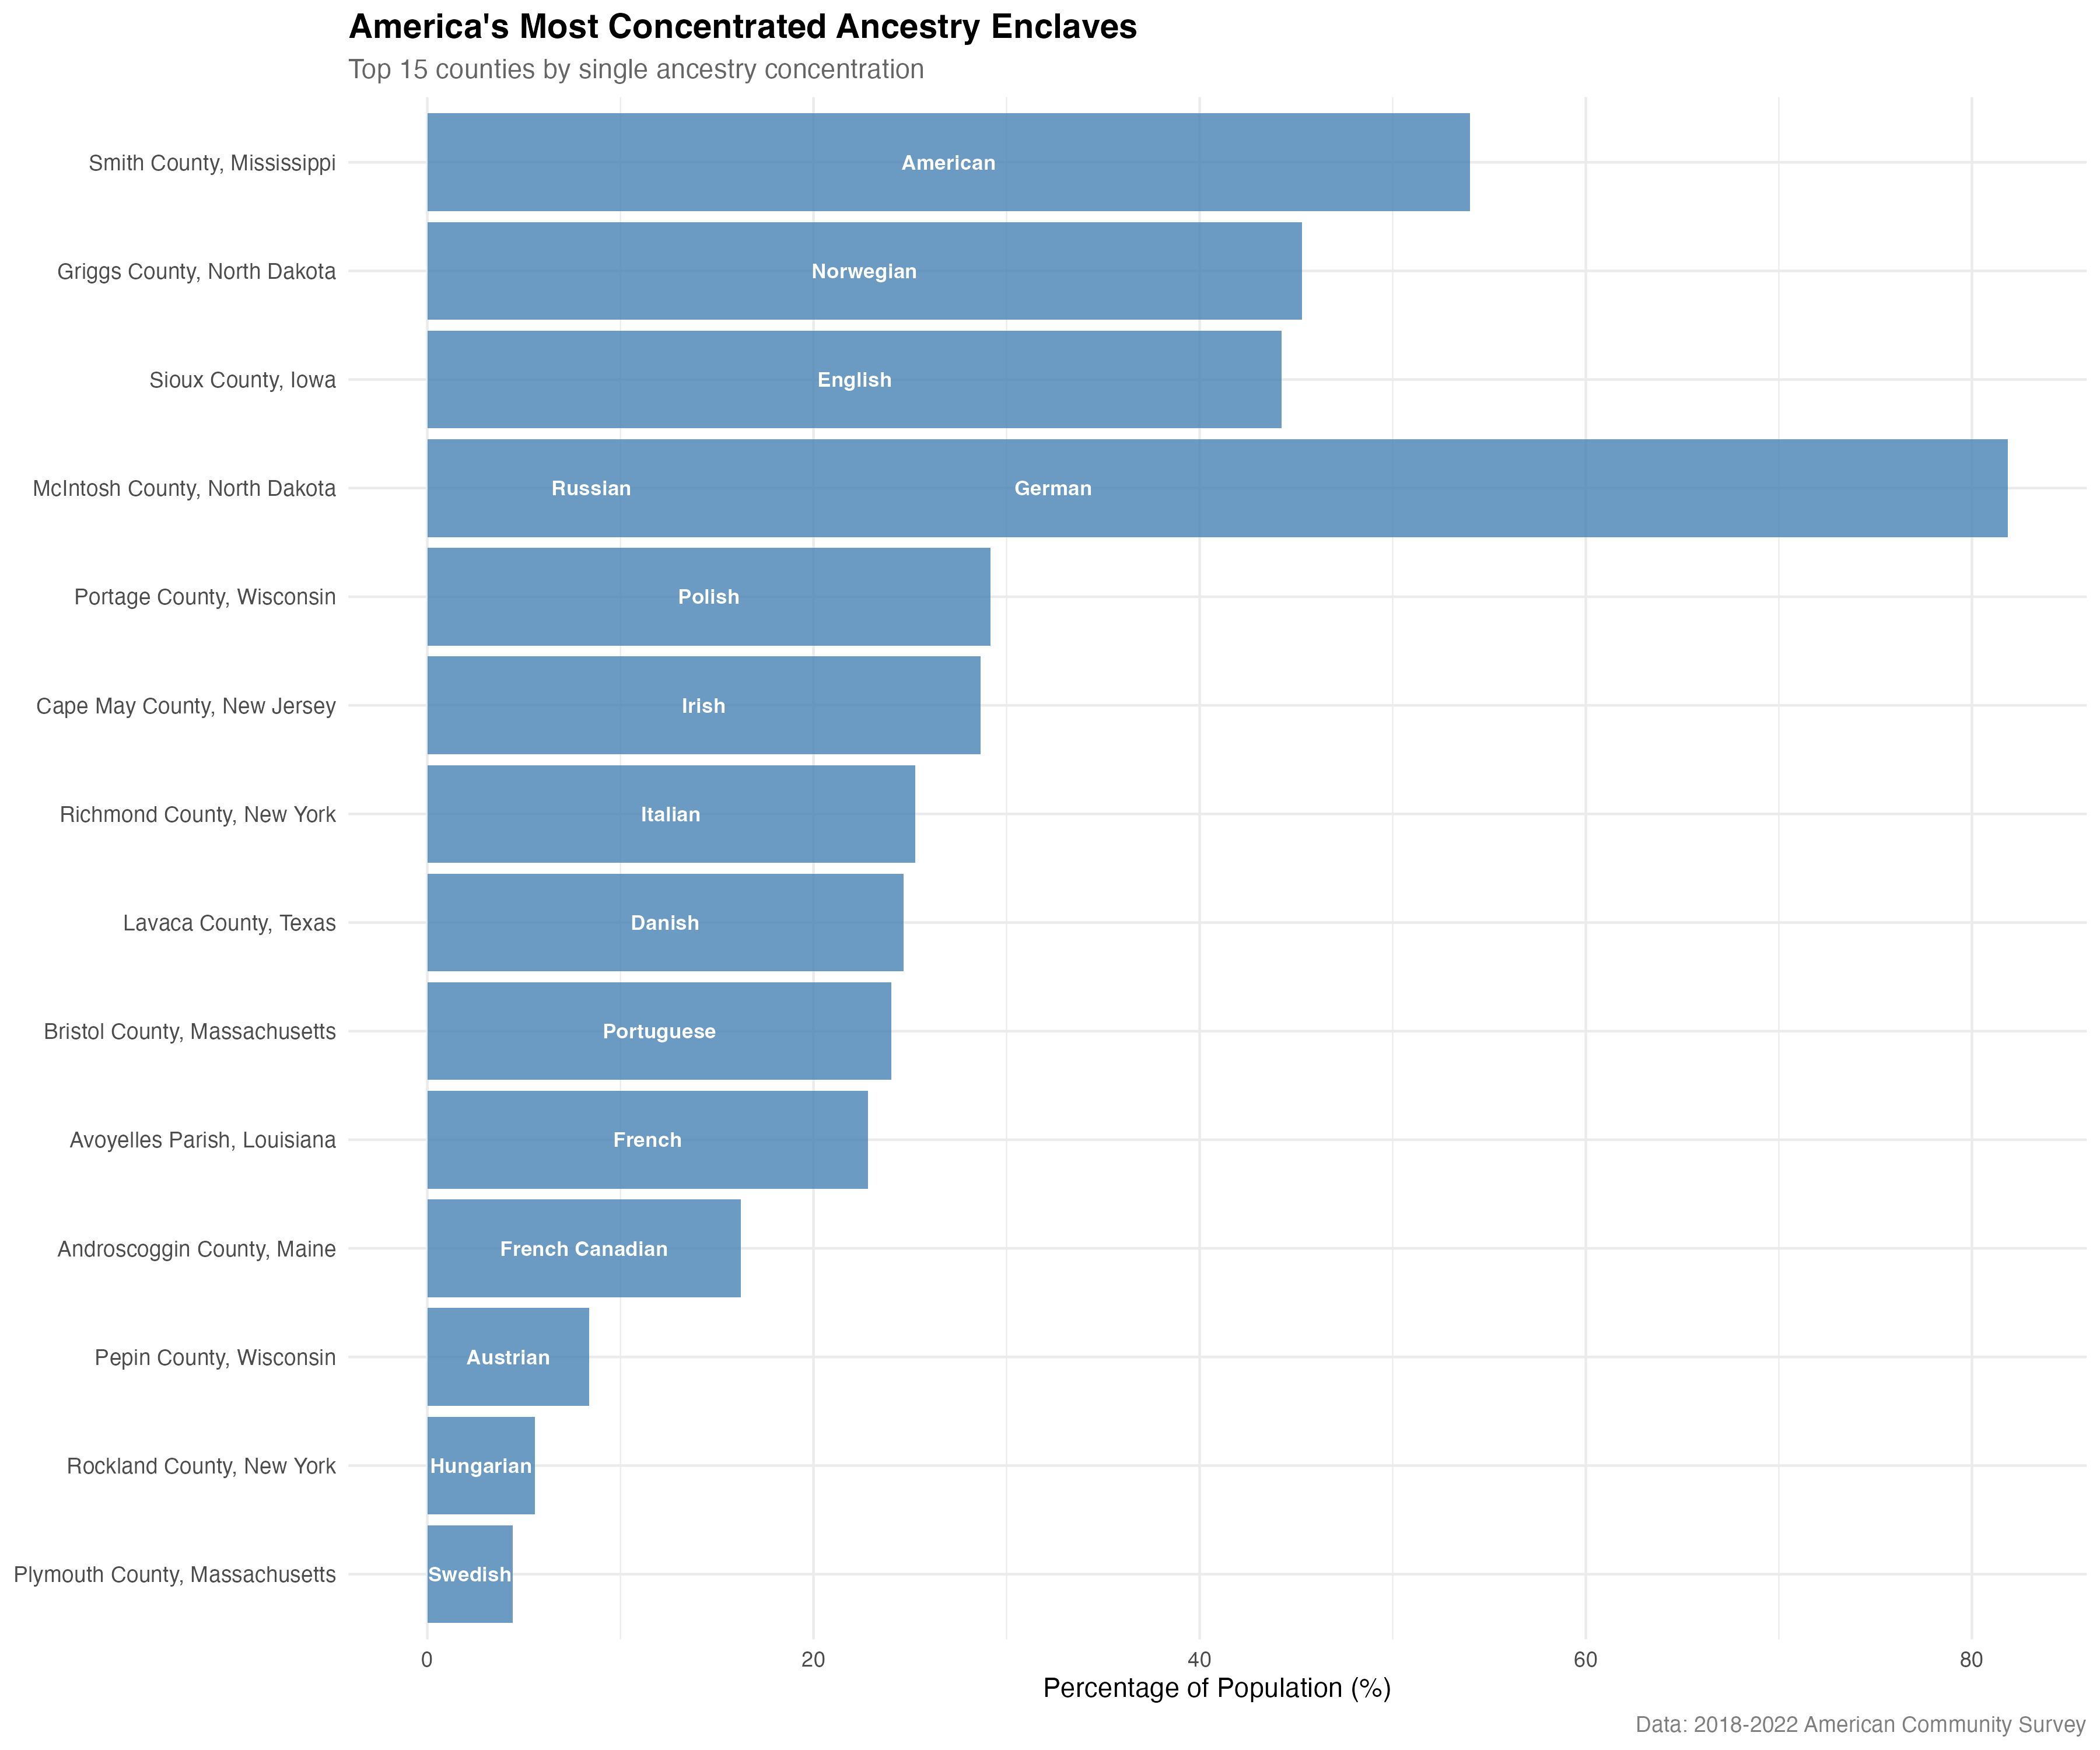 America's Most Concentrated Ancestry Enclaves
Top 15 counties by single ancestry concentration
Smith County, Mississippi
American
Griggs County, North Dakota
Norwegian
Sioux County, Iowa
English
McIntosh County, North Dakota
Russian
German
Portage County, Wisconsin
Polish
Cape May County, New Jersey
Irish
Richmond County, New York
Italian
Lavaca County, Texas
Danish
Bristol County, Massachusetts
Portuguese
Avoyelles Parish, Louisiana
French
Androscoggin County, Maine
French Canadian
Pepin County, Wisconsin
Austrian
Rockland County, New York
Hungarian
Plymouth County, Massachusetts
Swedish
0 20 40 60 80
Percentage of Population (%)
Data: 2018-2022 American Community Survey